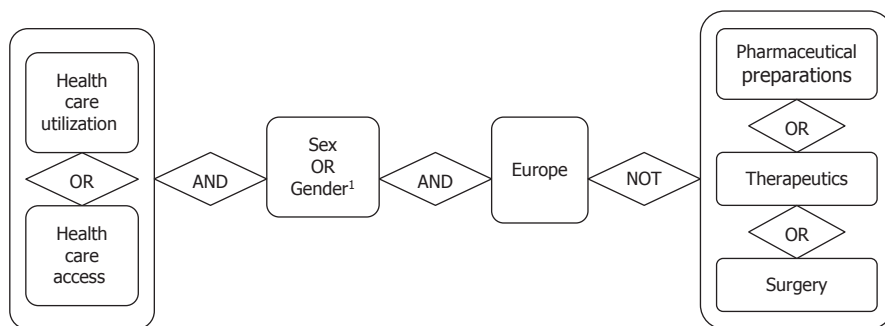 Health
care
utilization
OR
Health
care
access
AND
Sex
OR
Gender¹
AND
Europe
NOT
Pharmaceutical
preparations
OR
Therapeutics
OR
Surgery